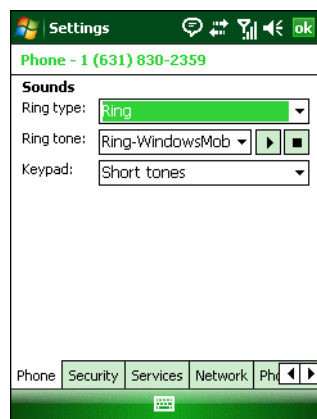 Settings
ok
Phone - 1 (631) 830-2359
Sounds
Ring type: Ring
Ring tone: Ring-WindowsMob
Keypad: Short tones
Phone Security Services Network